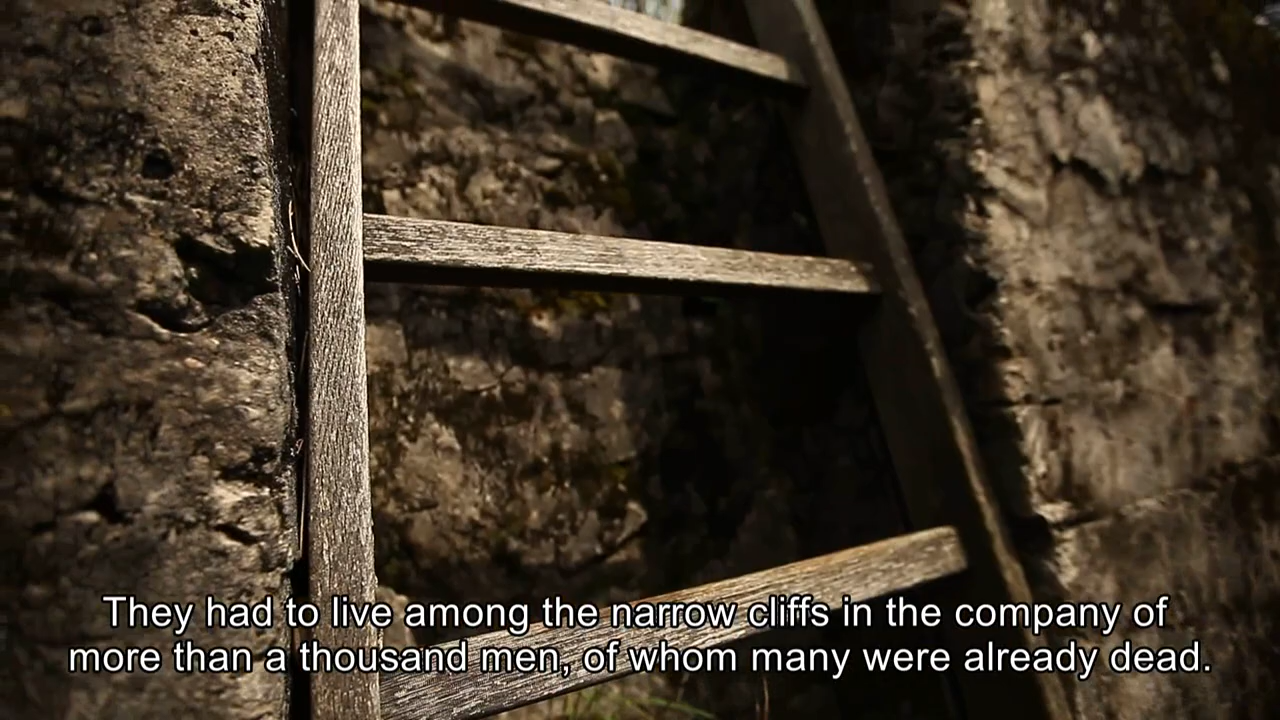 They had to live among the narrow cliffs in the company of
more than a thousand men, of whom many were already dead.